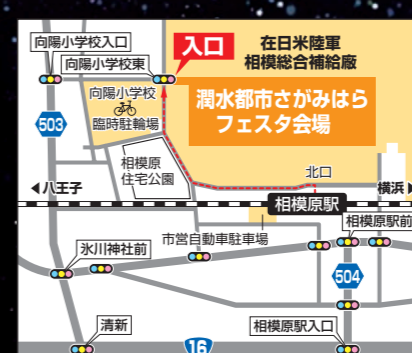 向陽小学校入口
入口
在日米陸軍
相模総合補給廠
向陽小学校東
向陽小学校
臨時駐輪場
潤水都市さがみはら
フェスタ会場
503
相模原
住宅公園
北口
八王子
横浜
相模原駅
相模原駅前
市営自動車駐車場
氷川神社前
504
清新
16
相模原駅入口